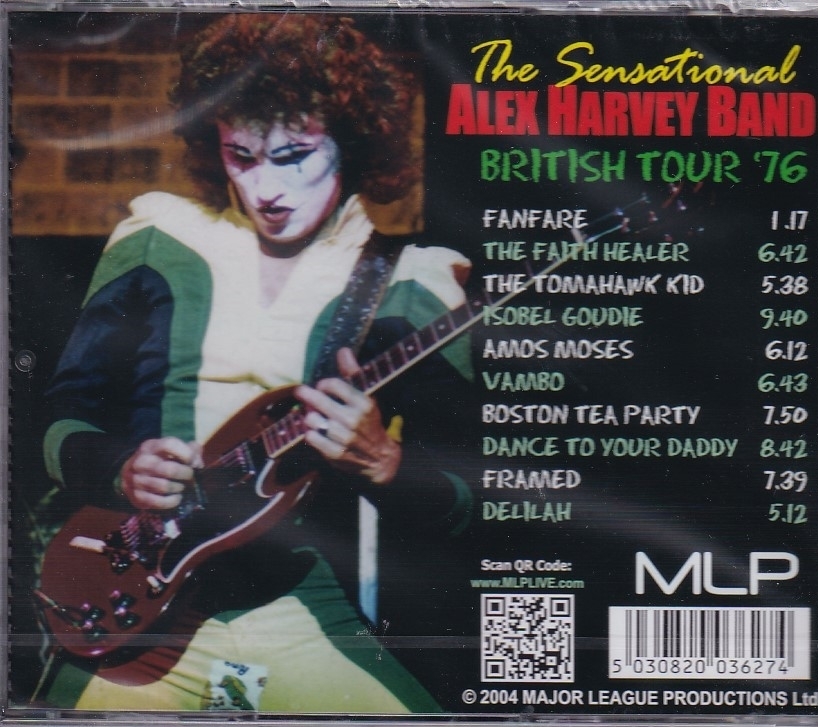 The Sensational
ALEX HARVEY BAND
BRITISH TOUR '76
FANFARE 1.17
THE FAITH HEALER 6.42
THE TOMAHAWK KID 5.38
ISOBEL GOUDIE 9.40
AMOS MOSES 6.12
VAMBO 6.43
BOSTON TEA PARTY 7.50
DANCE TO YOUR DADDY 8.42
FRAMED 7.39
DELILAH 5.12
Scan QR Code:
www.MLPLIVE.com
MLP
5 030820 036274
© 2004 MAJOR LEAGUE PRODUCTIONS Ltd